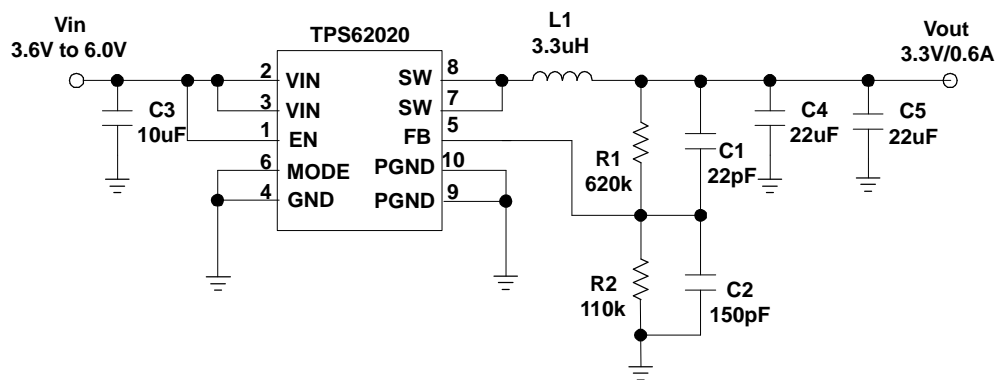 Vin
3.6V to 6.0V
TPS62020
L1
3.3uH
Vout
3.3V/0.6A
2 VIN SW 8
3 VIN SW 7
1 EN FB 5
6 MODE PGND 10
4 GND PGND 9
C3
10uF
R1
620k
C1
22pF
C4
22uF
C5
22uF
R2
110k
C2
150pF